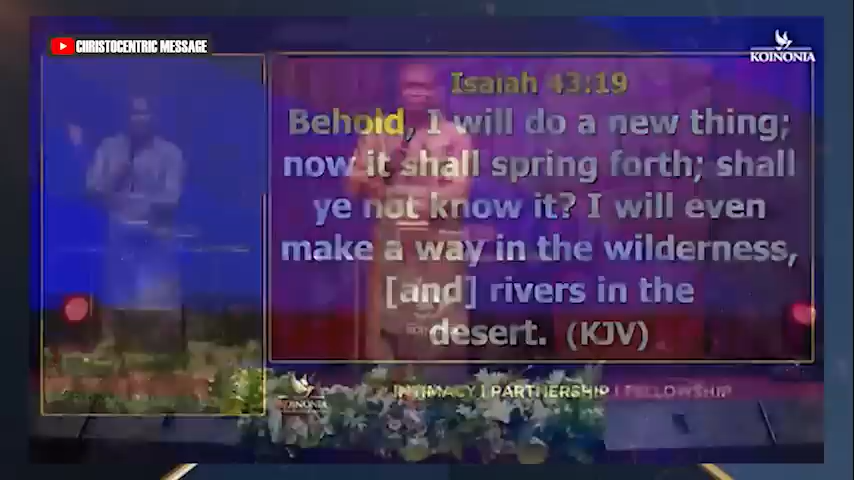 CHRISTOCENTRIC MESSAGE
KOINONIA
Isaiah 43:19
Behold, I will do a new thing;
now it shall spring forth; shall
ye not know it? I will even
make a way in the wilderness,
[and] rivers in the
desert. (KJV)
KOINONIA
INTIMACY | PARTNERSHIP | FELLOWSHIP